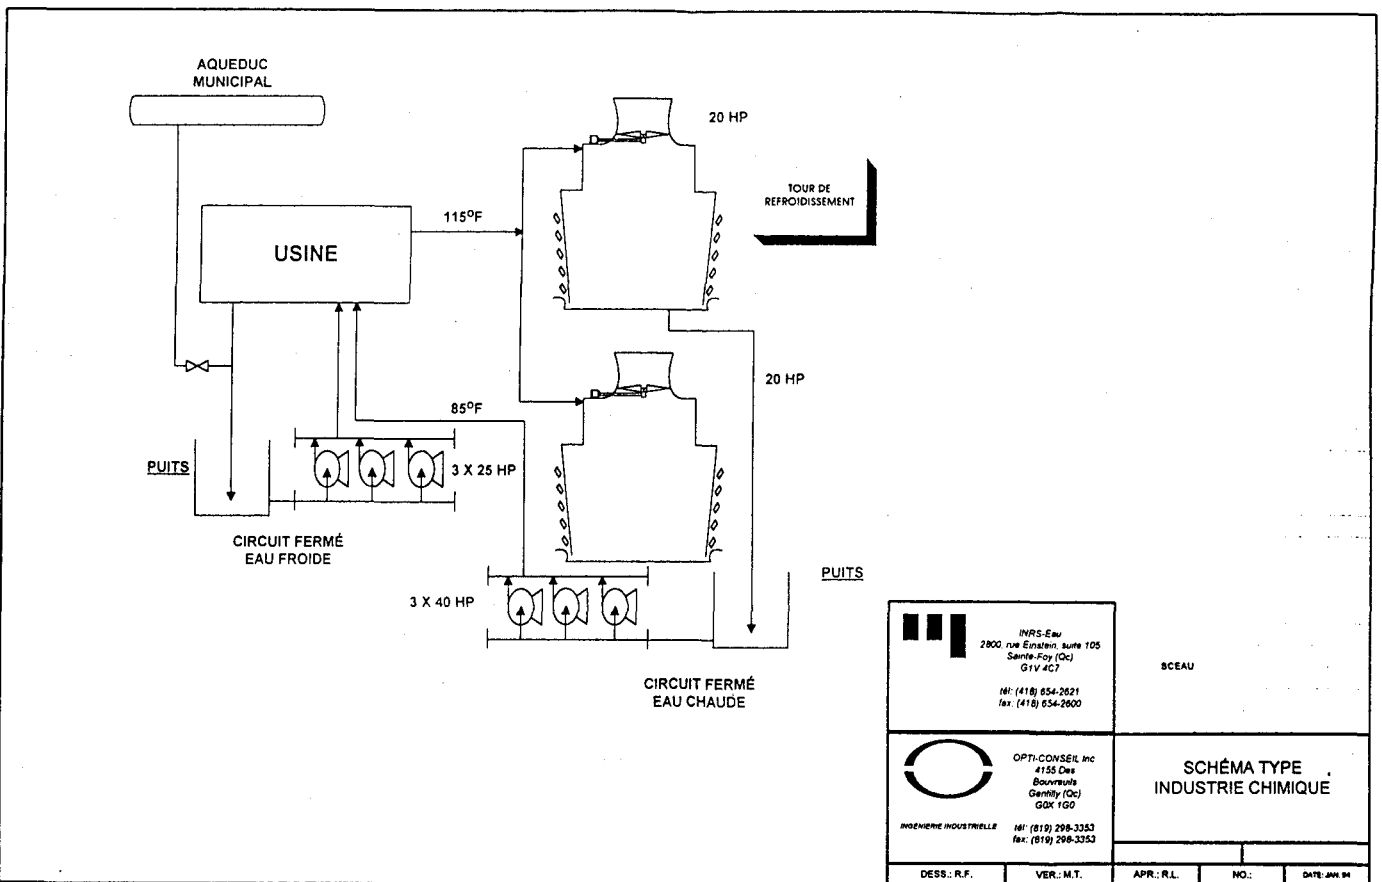 AQUEDUC
MUNICIPAL
20 HP
TOUR DE
REFROIDISSEMENT
115°F
USINE
20 HP
85°F
PUITS
3 X 25 HP
CIRCUIT FERMÉ
EAU FROIDE
PUITS
3 X 40 HP
CIRCUIT FERMÉ
EAU CHAUDE
INRS-Eau
2800, rue Einstein, suite 105
Sainte-Foy (Qc)
G1V 4C7
tél: (418) 654-2621
fax: (418) 654-2600
SCEAU
OPTI-CONSEIL Inc
4155 Des
Bouvreuils
Gentilly (Qc)
G0X 1G0
INGÉNIERIE INDUSTRIELLE
tél: (819) 298-3353
fax: (819) 298-3353
SCHÉMA TYPE
INDUSTRIE CHIMIQUE
DESS.: R.F.
VER.: M.T.
APR.: R.L.
NO.:
DATE: JAN. 94